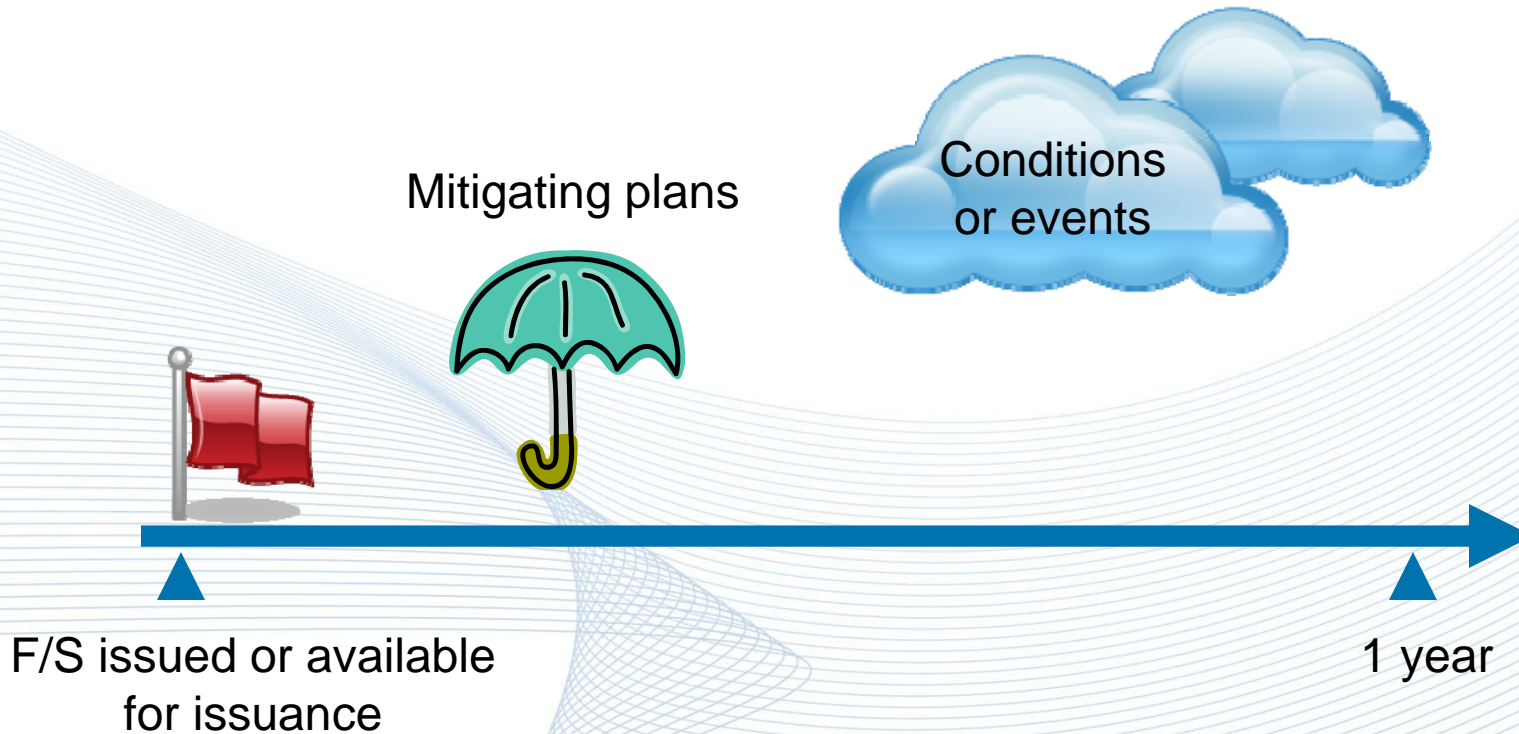 Conditions
or events
Mitigating plans
F/S issued or available
for issuance
1 year